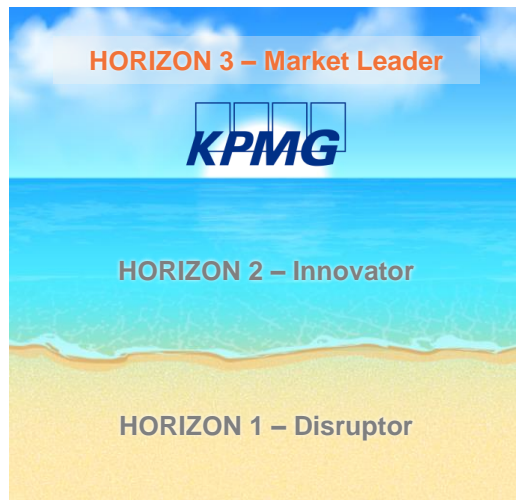 HORIZON 3 – Market Leader
KPMG
HORIZON 2 – Innovator
HORIZON 1 – Disruptor